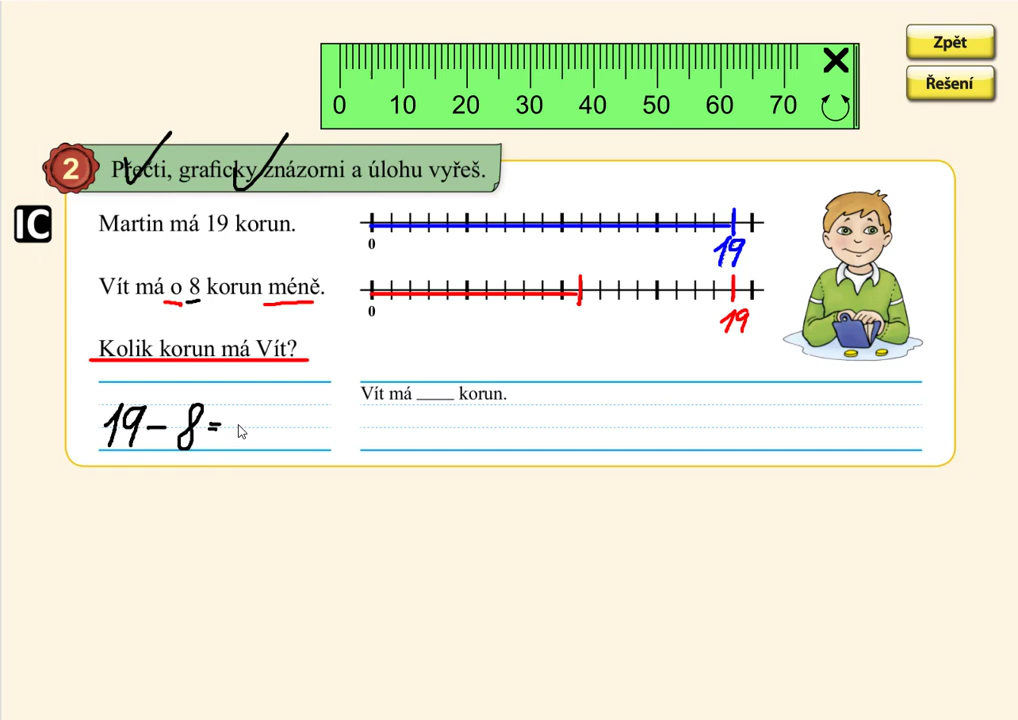 Zpět
Řešení
0 10 20 30 40 50 60 70
2 Přečti, graficky znázorni a úlohu vyřeš.
IC
Martin má 19 korun.
0
19
Vít má o 8 korun méně.
0
19
Kolik korun má Vít?
Vít má ____ korun.
19 - 8 =